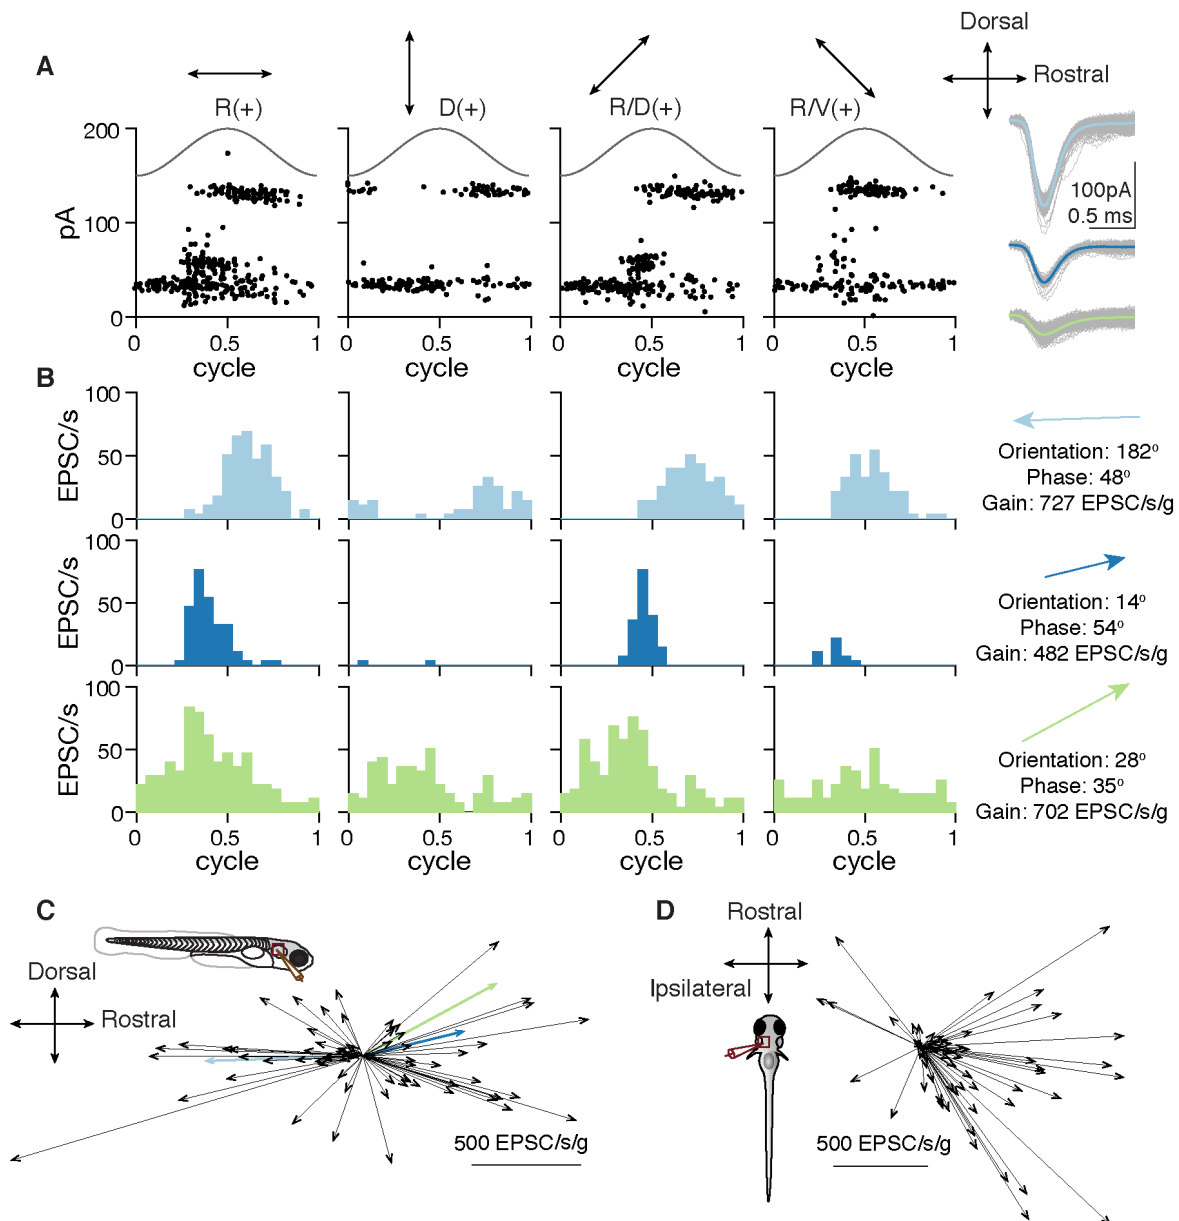 A
R(+)
D(+)
R/D(+)
R/V(+)
Dorsal
Rostral
pA
200
100
0
0 0.5 1
0 0.5 1
0 0.5 1
0 0.5 1
cycle
cycle
cycle
cycle
100pA
0.5 ms
B
EPSC/s
100
50
0
Orientation: 182º
Phase: 48º
Gain: 727 EPSC/s/g
EPSC/s
100
50
0
Orientation: 14º
Phase: 54º
Gain: 482 EPSC/s/g
EPSC/s
100
50
0
Orientation: 28º
Phase: 35º
Gain: 702 EPSC/s/g
0 0.5 1
0 0.5 1
0 0.5 1
0 0.5 1
cycle
cycle
cycle
cycle
C
Dorsal
Rostral
500 EPSC/s/g
D
Rostral
Ipsilateral
500 EPSC/s/g